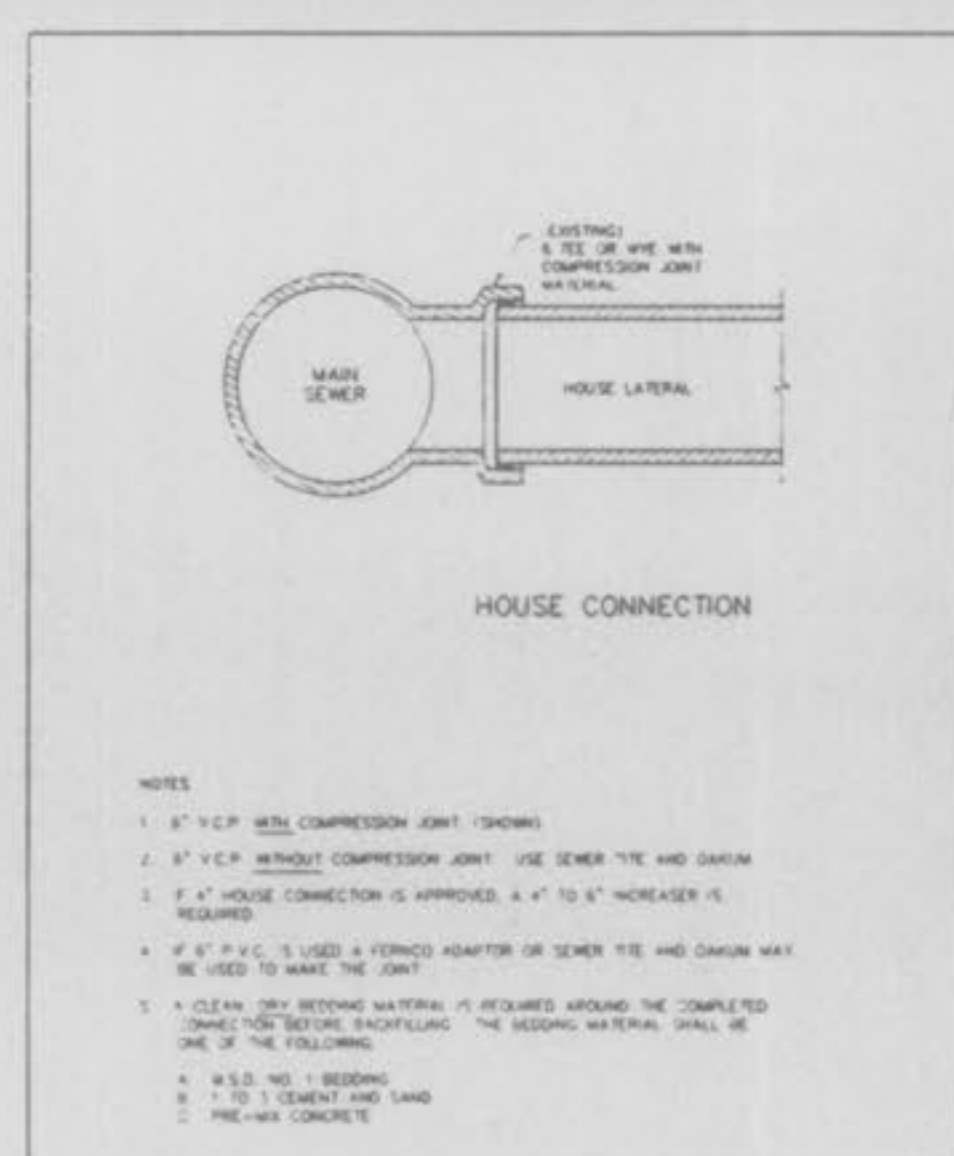 (EXISTING)
6 TEE OR WYE WITH
COMPRESSION JOINT
MATERIAL
MAIN
SEWER
HOUSE LATERAL
HOUSE CONNECTION
NOTES
1. 6" V.C.P. WITH COMPRESSION JOINT (SHOWN)
2. 6" V.C.P. WITHOUT COMPRESSION JOINT. USE SEWER TITE AND OAKUM
3. IF 4" HOUSE CONNECTION IS APPROVED, A 4" TO 6" INCREASER IS
REQUIRED
4. IF 6" P.V.C. IS USED A FERNCO ADAPTOR OR SEWER TITE AND OAKUM MAY
BE USED TO MAKE THE JOINT
5. A CLEAN, DRY BEDDING MATERIAL IS REQUIRED AROUND THE COMPLETED
CONNECTION BEFORE BACKFILLING. THE BEDDING MATERIAL SHALL BE
ONE OF THE FOLLOWING
A. M.S.D. NO. 1 BEDDING
B. 1 TO CEMENT AND SAND
C. PRE-MIX CONCRETE